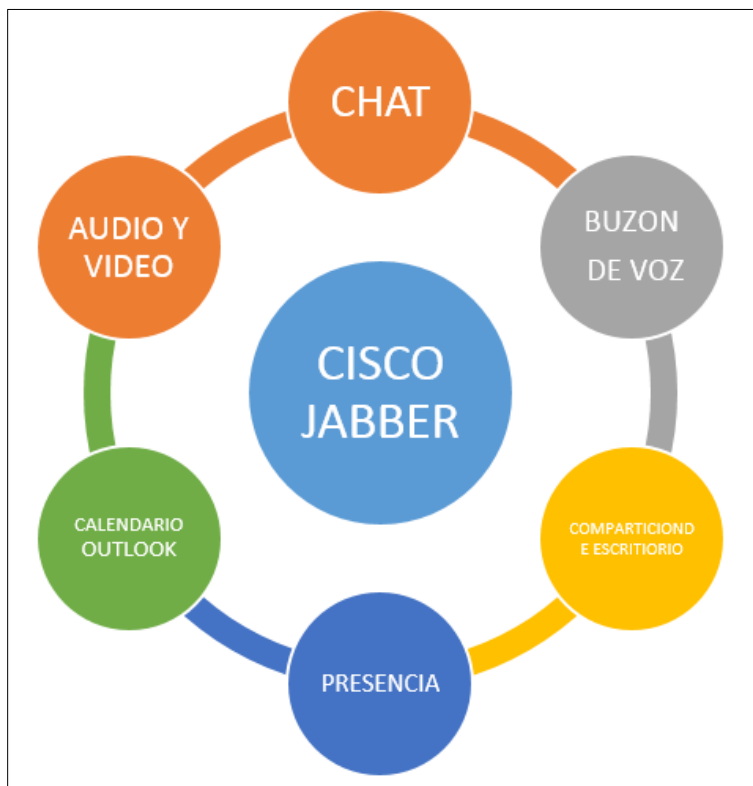 CHAT
BUZON
DE VOZ
COMPARTICIOND
E ESCRITIORIO
PRESENCIA
CALENDARIO
OUTLOOK
AUDIO Y
VIDEO
CISCO
JABBER